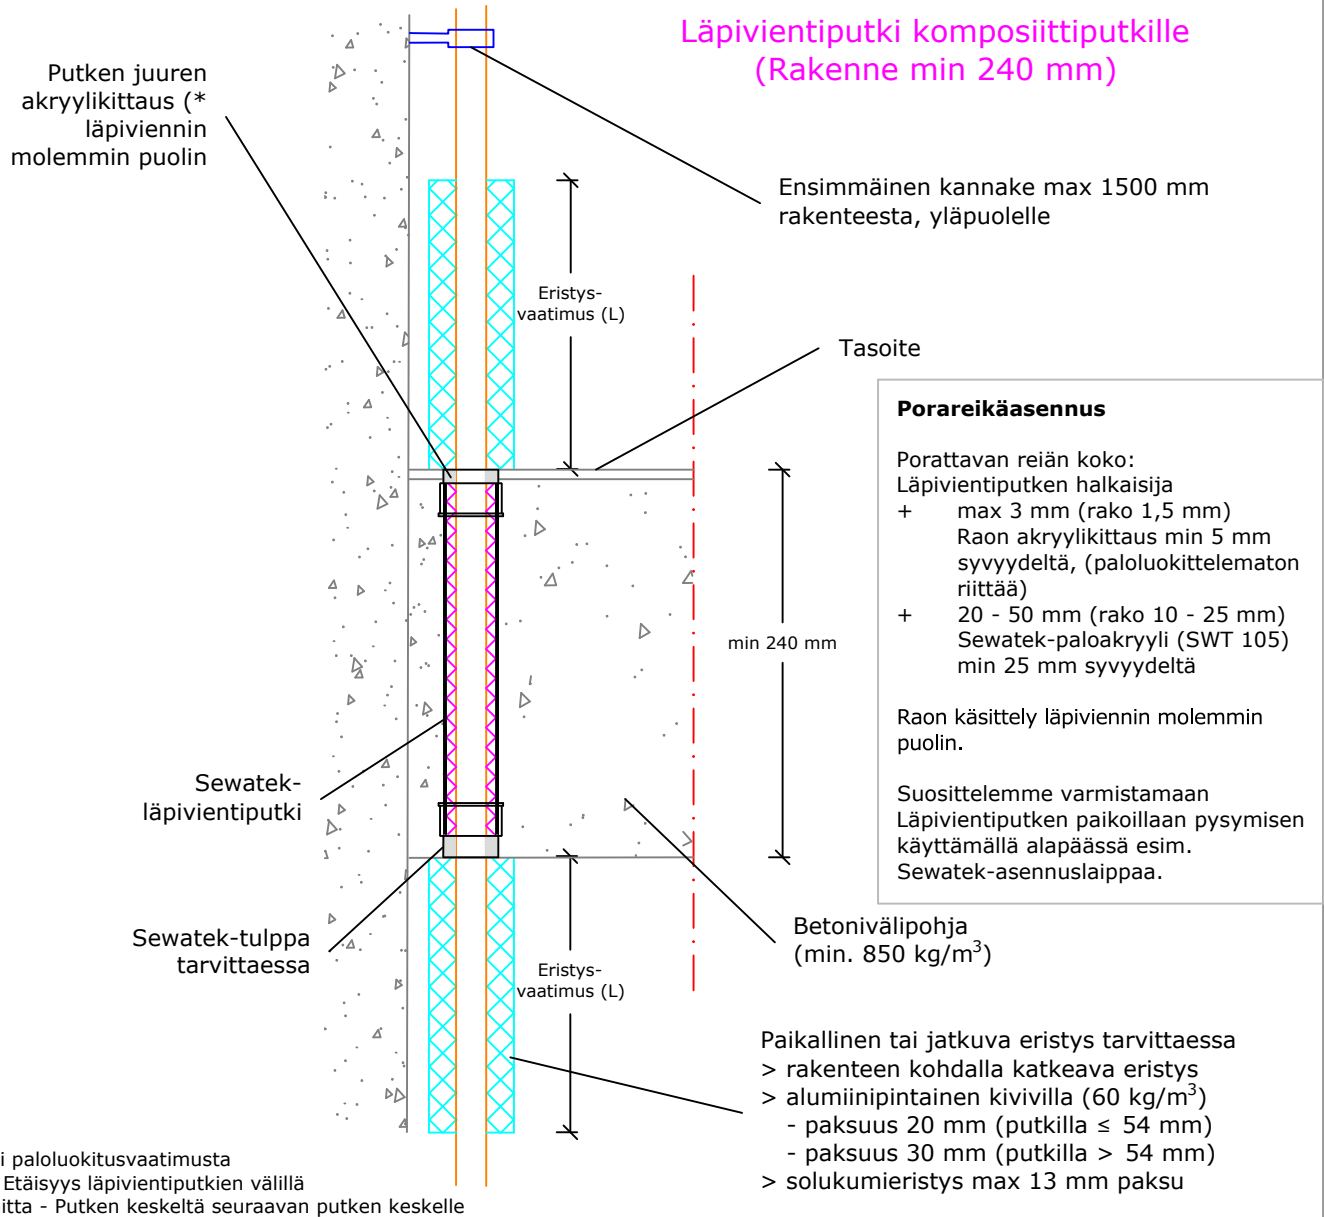 Läpivientiputki komposiittiputkille
(Rakenne min 240 mm)
Putken juuren
akryylikittaus (*
läpiviennin
molemmin puolin
Ensimmäinen kannake max 1500 mm
rakenteesta, yläpuolelle
Eristys-
vaatimus (L)
Tasoite
Porareikäasennus
Porattavan reiän koko:
Läpivientiputken halkaisija
+ max 3 mm (rako 1,5 mm)
Raon akryylikittaus min 5 mm
syvyydeltä, (paloluokittelematon
riittää)
+ 20 - 50 mm (rako 10 - 25 mm)
Sewatek-paloakryyli (SWT 105)
min 25 mm syvyydeltä
Raon käsittely läpiviennin molemmin
puolin.
Suosittelemme varmistamaan
Läpivientiputken paikoillaan pysymisen
käyttämällä alapäässä esim.
Sewatek-asennuslaippaa.
min 240 mm
Sewatek-
läpivientiputki
Sewatek-tulppa
tarvittaessa
Betonivälipohja
(min. 850 kg/m³)
Eristys-
vaatimus (L)
Paikallinen tai jatkuva eristys tarvittaessa
> rakenteen kohdalla katkeava eristys
> alumiinipintainen kivivilla (60 kg/m³)
- paksuus 20 mm (putkilla ≤ 54 mm)
- paksuus 30 mm (putkilla > 54 mm)
> solukumieristys max 13 mm paksu
i paloluokitusvaatimusta
Etäisyys läpivientiputkien välillä
itta - Putken keskeltä seuraavan putken keskelle